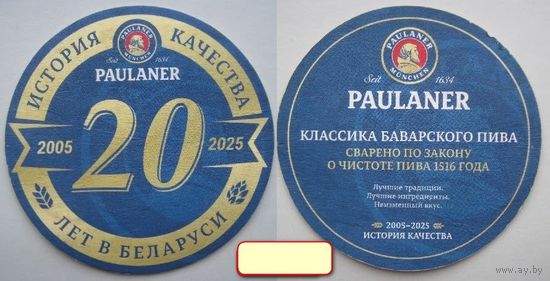 ИСТОРИЯ КАЧЕСТВА
PAULANER
MÜNCHEN
Seit 1634
PAULANER
2005 20 2025
ЛЕТ В БЕЛАРУСИ
PAULANER
MÜNCHEN
Seit 1634
PAULANER
КЛАССИКА БАВАРСКОГО ПИВА
СВАРЕНО ПО ЗАКОНУ
О ЧИСТОТЕ ПИВА 1516 ГОДА
Лучшие традиции.
Лучшие ингредиенты.
Неизменный вкус.
2005–2025
ИСТОРИЯ КАЧЕСТВА
www.ay.by